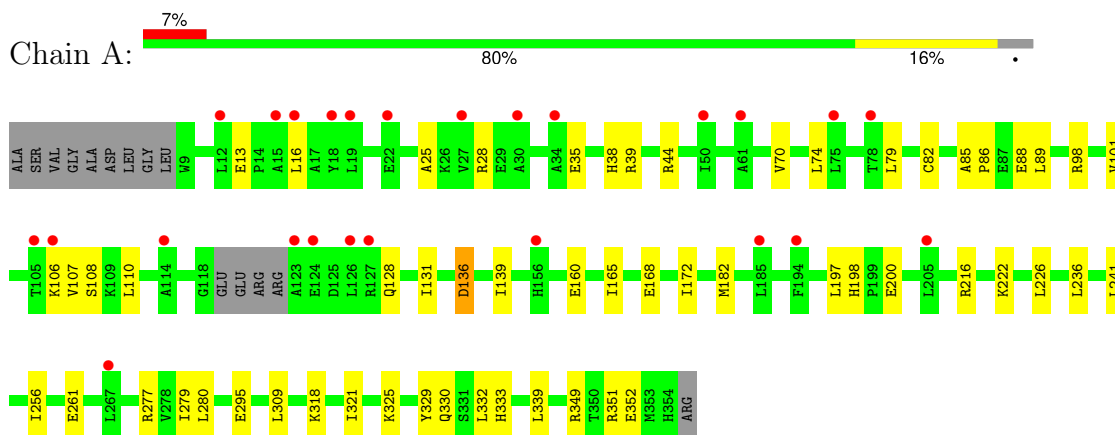 7%
Chain A:
80% 16% •
ALA SER VAL GLY ALA ASP LEU GLY LEU W9 L12 E13 P14 A15 L16 A17 Y18 L19 E22 A25 K26 V27 R28 E29 A30 A34 E35 H38 R39 R44 I50 A61 V70 L74 L75 T78 L79 C82 A85 P86 E87 E88 L89 R98 V101
T105 K106 V107 S108 K109 L110 A114 G118 GLU GLU ARG ARG A123 E124 D125 L126 R127 Q128 I131 D136 I139 H156 E160 I165 E168 I172 M182 L185 F194 L197 H198 P199 E200 L205 R216 K222 L226 L236 L241
I256 E261 L267 R277 V278 I279 L280 E295 L309 K318 I321 K325 Y329 Q330 S331 L332 H333 L339 R349 T350 R351 E352 M353 H354 ARG